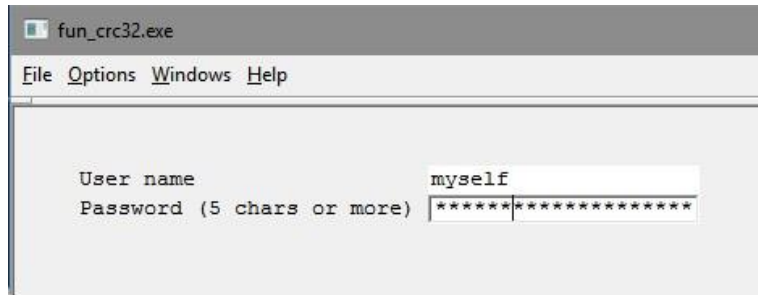 fun_crc32.exe
File Options Windows Help
User name myself
Password (5 chars or more) ********************